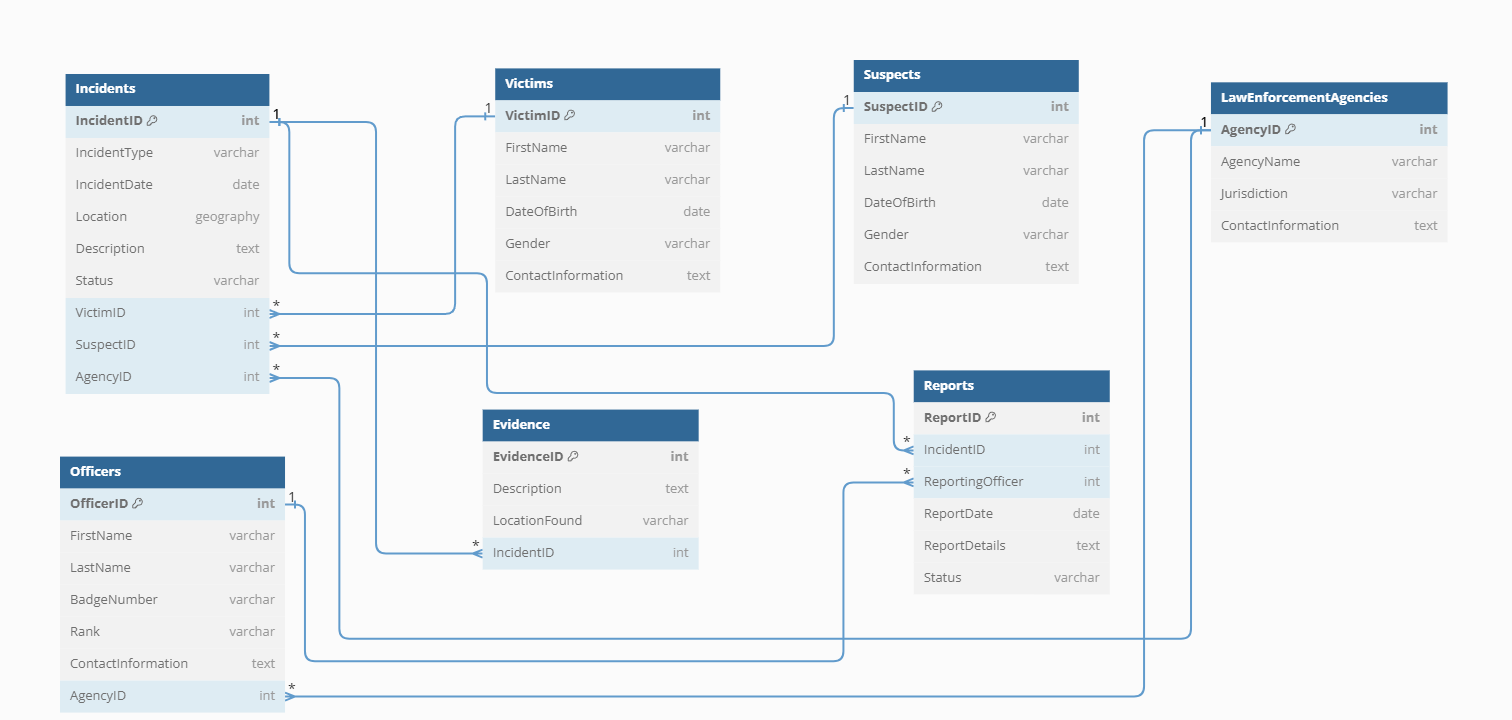 Incidents
IncidentID int
IncidentType varchar
IncidentDate date
Location geography
Description text
Status varchar
VictimID int
SuspectID int
AgencyID int
1
*
*
*
Victims
1
VictimID int
FirstName varchar
LastName varchar
DateOfBirth date
Gender varchar
ContactInformation text
Suspects
1
SuspectID int
FirstName varchar
LastName varchar
DateOfBirth date
Gender varchar
ContactInformation text
LawEnforcementAgencies
1
AgencyID int
AgencyName varchar
Jurisdiction varchar
ContactInformation text
Officers
OfficerID int
1
FirstName varchar
LastName varchar
BadgeNumber varchar
Rank varchar
ContactInformation text
AgencyID int
*
Evidence
EvidenceID int
Description text
LocationFound varchar
*
IncidentID int
Reports
ReportID int
*
IncidentID int
*
ReportingOfficer int
ReportDate date
ReportDetails text
Status varchar